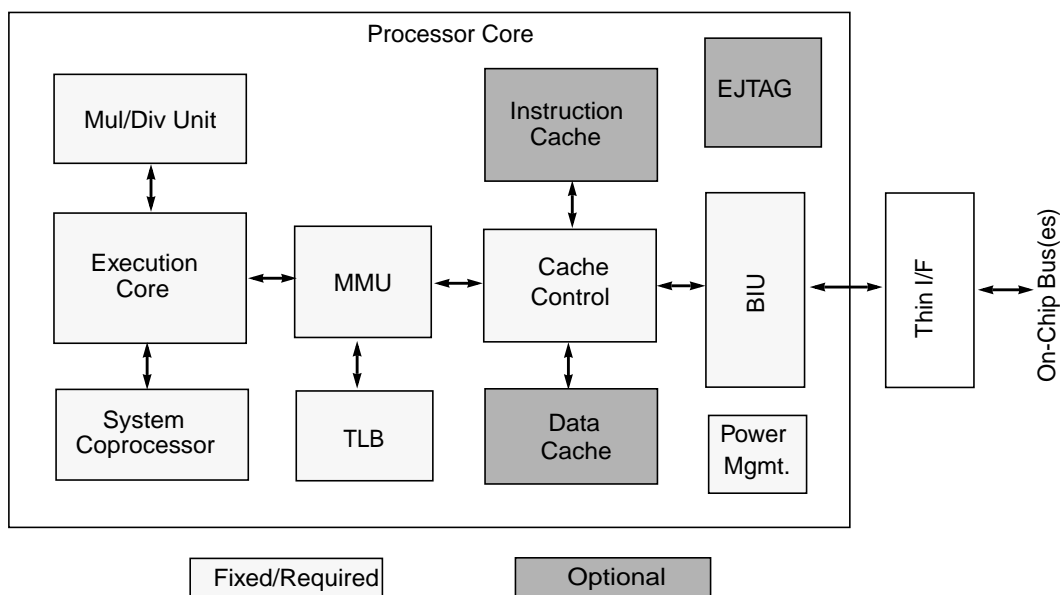 Processor Core
Mul/Div Unit
Instruction
Cache
EJTAG
Execution
Core
MMU
Cache
Control
BIU
Thin I/F
On-Chip Bus(es)
System
Coprocessor
TLB
Data
Cache
Power
Mgmt.
Fixed/Required
Optional